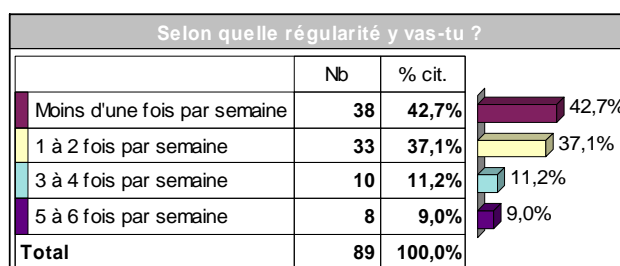 Selon quelle régularité y vas-tu ?
Nb % cit.
Moins d'une fois par semaine 38 42,7% 42,7%
1 à 2 fois par semaine 33 37,1% 37,1%
3 à 4 fois par semaine 10 11,2% 11,2%
5 à 6 fois par semaine 8 9,0% 9,0%
Total 89 100,0%